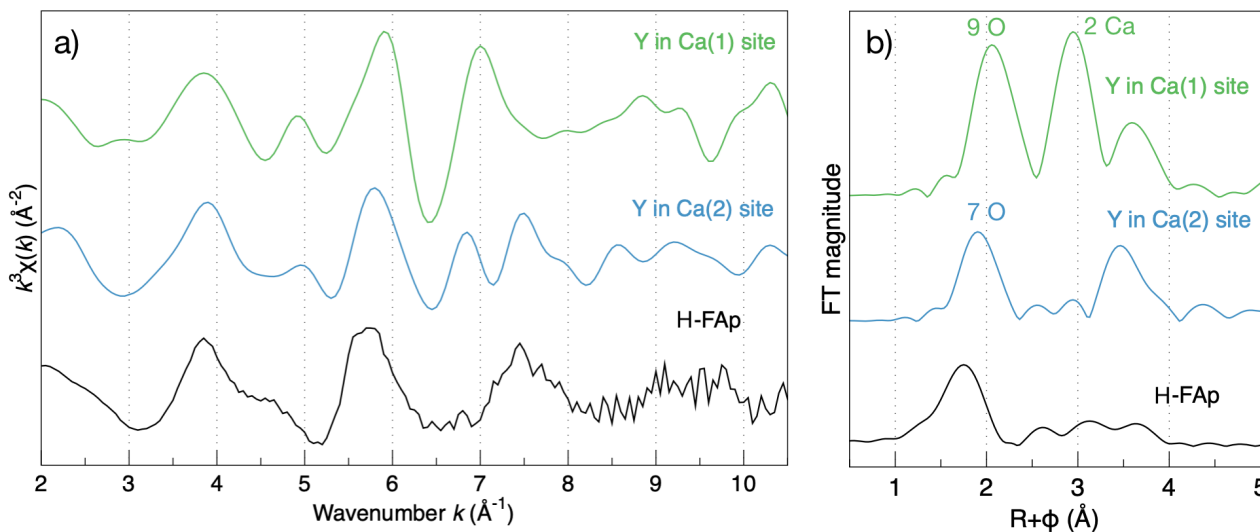 a)
Y in Ca(1) site
Y in Ca(2) site
H-FAp
k³χ(k) (Å⁻²)
2 3 4 5 6 7 8 9 10
Wavenumber k (Å⁻¹)
b)
9 O
2 Ca
Y in Ca(1) site
7 O
Y in Ca(2) site
H-FAp
FT magnitude
1 2 3 4 5
R+ϕ (Å)